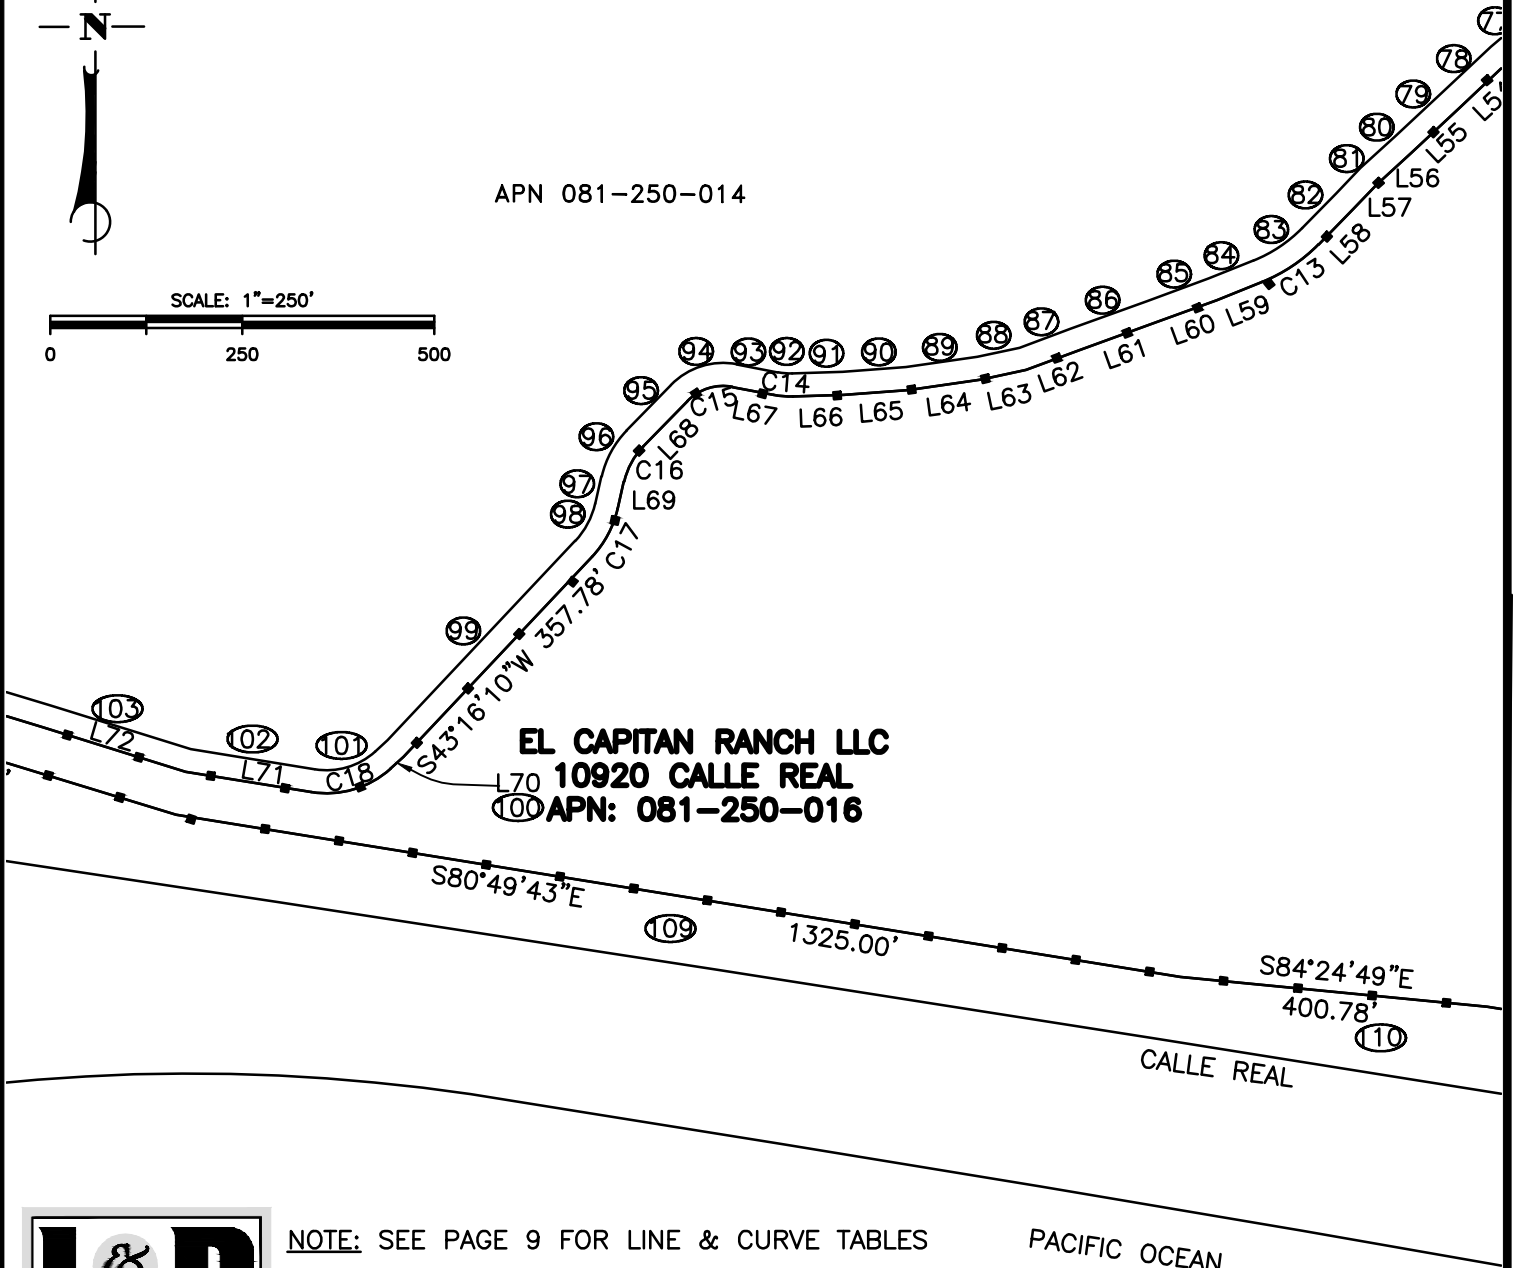 N
77
78
79
80
81
82
83
84
85
86
87
88
89
90
91
92
93
94
95
96
97
98
99
APN 081-250-014
SCALE: 1"=250'
0 250 500
L55
L56
L57
L58
C13
L59
L60
L61
L62
L63
L64
L65
L66
C14
L67
C15
L68
C16
L69
C17
S43°16'10"W 357.78'
103
L72
102
L71
101
C18
L70
100
EL CAPITAN RANCH LLC
10920 CALLE REAL
APN: 081-250-016
S80°49'43"E
1325.00'
109
S84°24'49"E
400.78'
110
CALLE REAL
NOTE: SEE PAGE 9 FOR LINE & CURVE TABLES
PACIFIC OCEAN
&